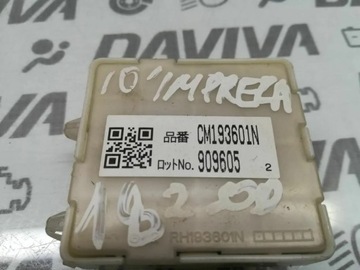 DAVIVA
10' IMPREZA
品番 CM193601N
ロットNo. 909605 2
RH193601N